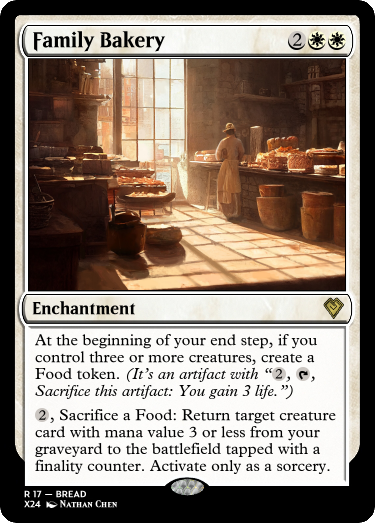 Family Bakery 2
Enchantment
At the beginning of your end step, if you
control three or more creatures, create a
Food token. (It's an artifact with “2, ,
Sacrifice this artifact: You gain 3 life.”)
2, Sacrifice a Food: Return target creature
card with mana value 3 or less from your
graveyard to the battlefield tapped with a
finality counter. Activate only as a sorcery.
R 17 — BREAD
X24 Nathan Chen